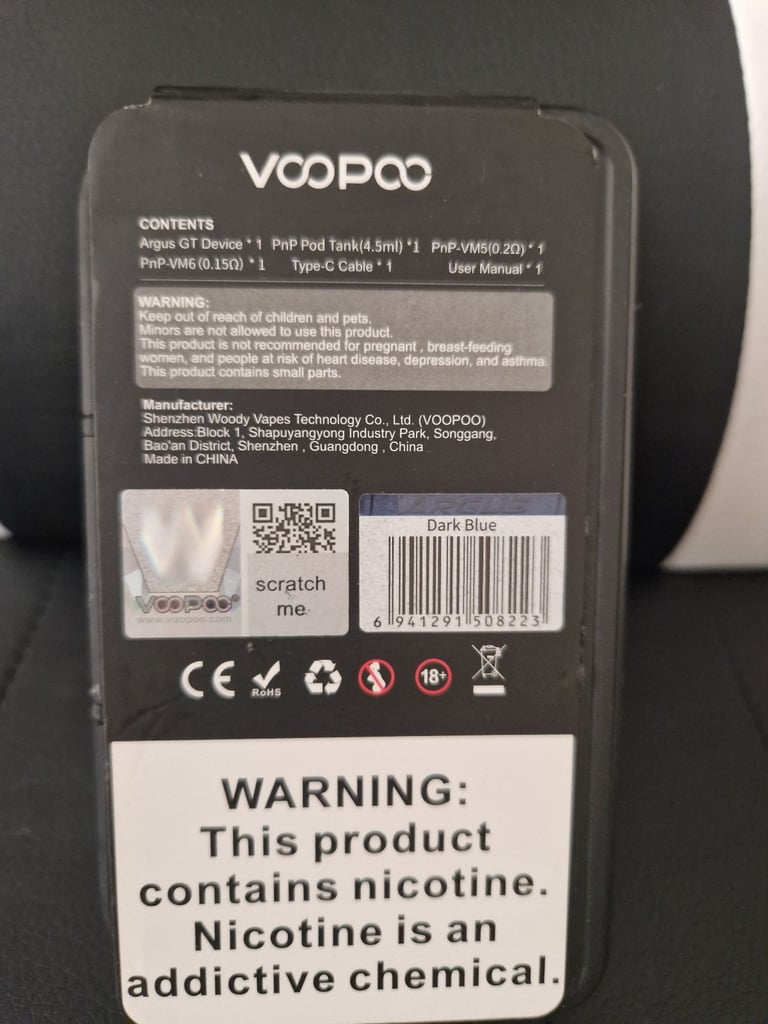 VOOPOO
CONTENTS
Argus GT Device * 1 PnP Pod Tank(4.5ml) *1 PnP-VM5(0.2Ω) * 1
PnP-VM6 (0.15Ω) * 1 Type-C Cable * 1 User Manual * 1
WARNING:
Keep out of reach of children and pets.
Minors are not allowed to use this product.
This product is not recommended for pregnant , breast-feeding
women, and people at risk of heart disease, depression, and asthma.
This product contains small parts.
Manufacturer:
Shenzhen Woody Vapes Technology Co., Ltd. (VOOPOO)
Address:Block 1, Shapuyangyong Industry Park, Songgang,
Bao'an District, Shenzhen , Guangdong , China
Made in CHINA
W
VOOPOO®
www.voopoo.com
scratch
me
ARGUS
Dark Blue
6 941291 508223
CE
RoHS
18+
WARNING:
This product
contains nicotine.
Nicotine is an
addictive chemical.